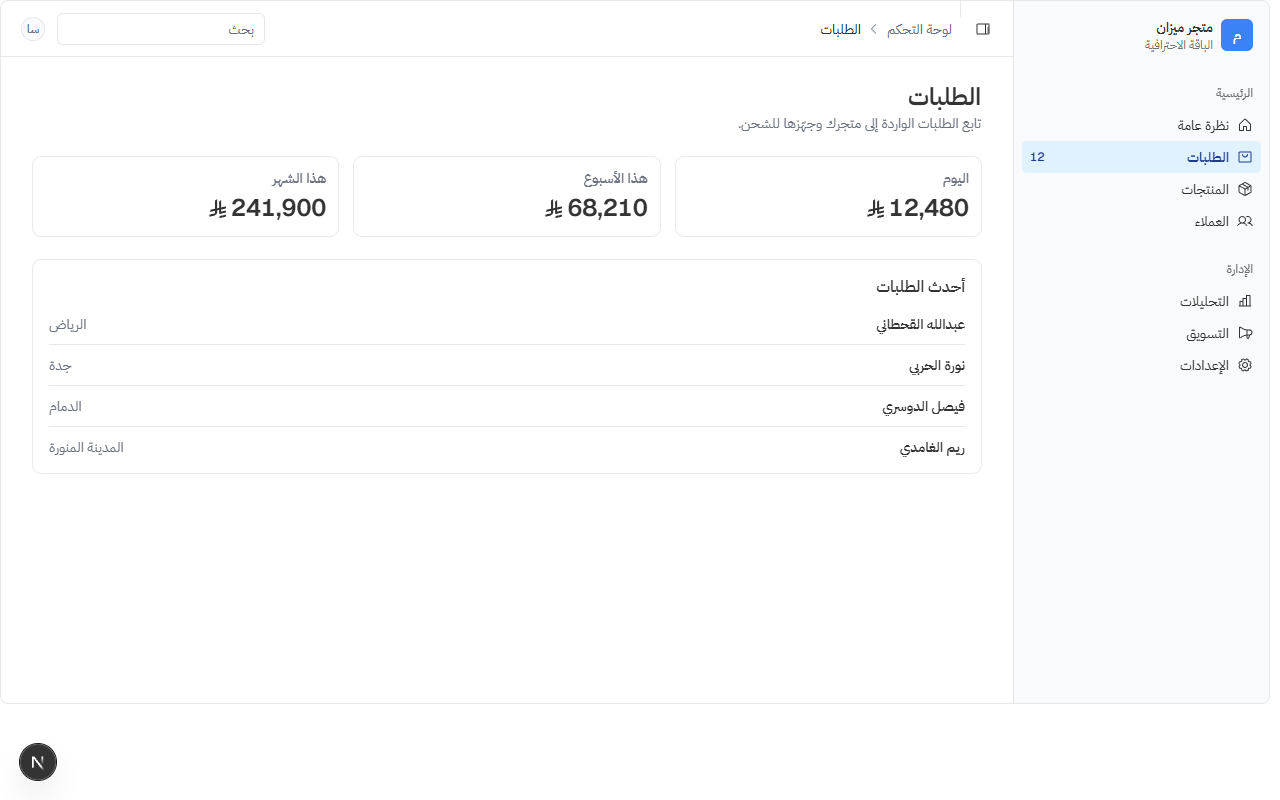 م
متجر ميزان
الباقة الاحترافية
الرئيسية
نظرة عامة
الطلبات 12
المنتجات
العملاء
الإدارة
التحليلات
التسويق
الإعدادات
لوحة التحكم
الطلبات
بحث
سا
الطلبات
تابع الطلبات الواردة إلى متجرك وجهّزها للشحن.
اليوم
12,480 ⃁
هذا الأسبوع
68,210 ⃁
هذا الشهر
241,900 ⃁
أحدث الطلبات
عبدالله القحطاني الرياض
نورة الحربي جدة
فيصل الدوسري الدمام
ريم الغامدي المدينة المنورة
N